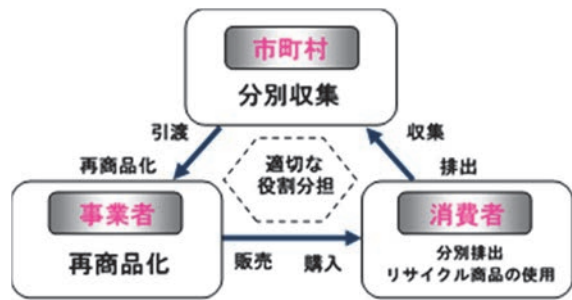 市町村
分別収集
引渡
収集
再商品化
適切な
役割分担
排出
事業者
再商品化
販売
購入
消費者
分別排出
リサイクル商品の使用